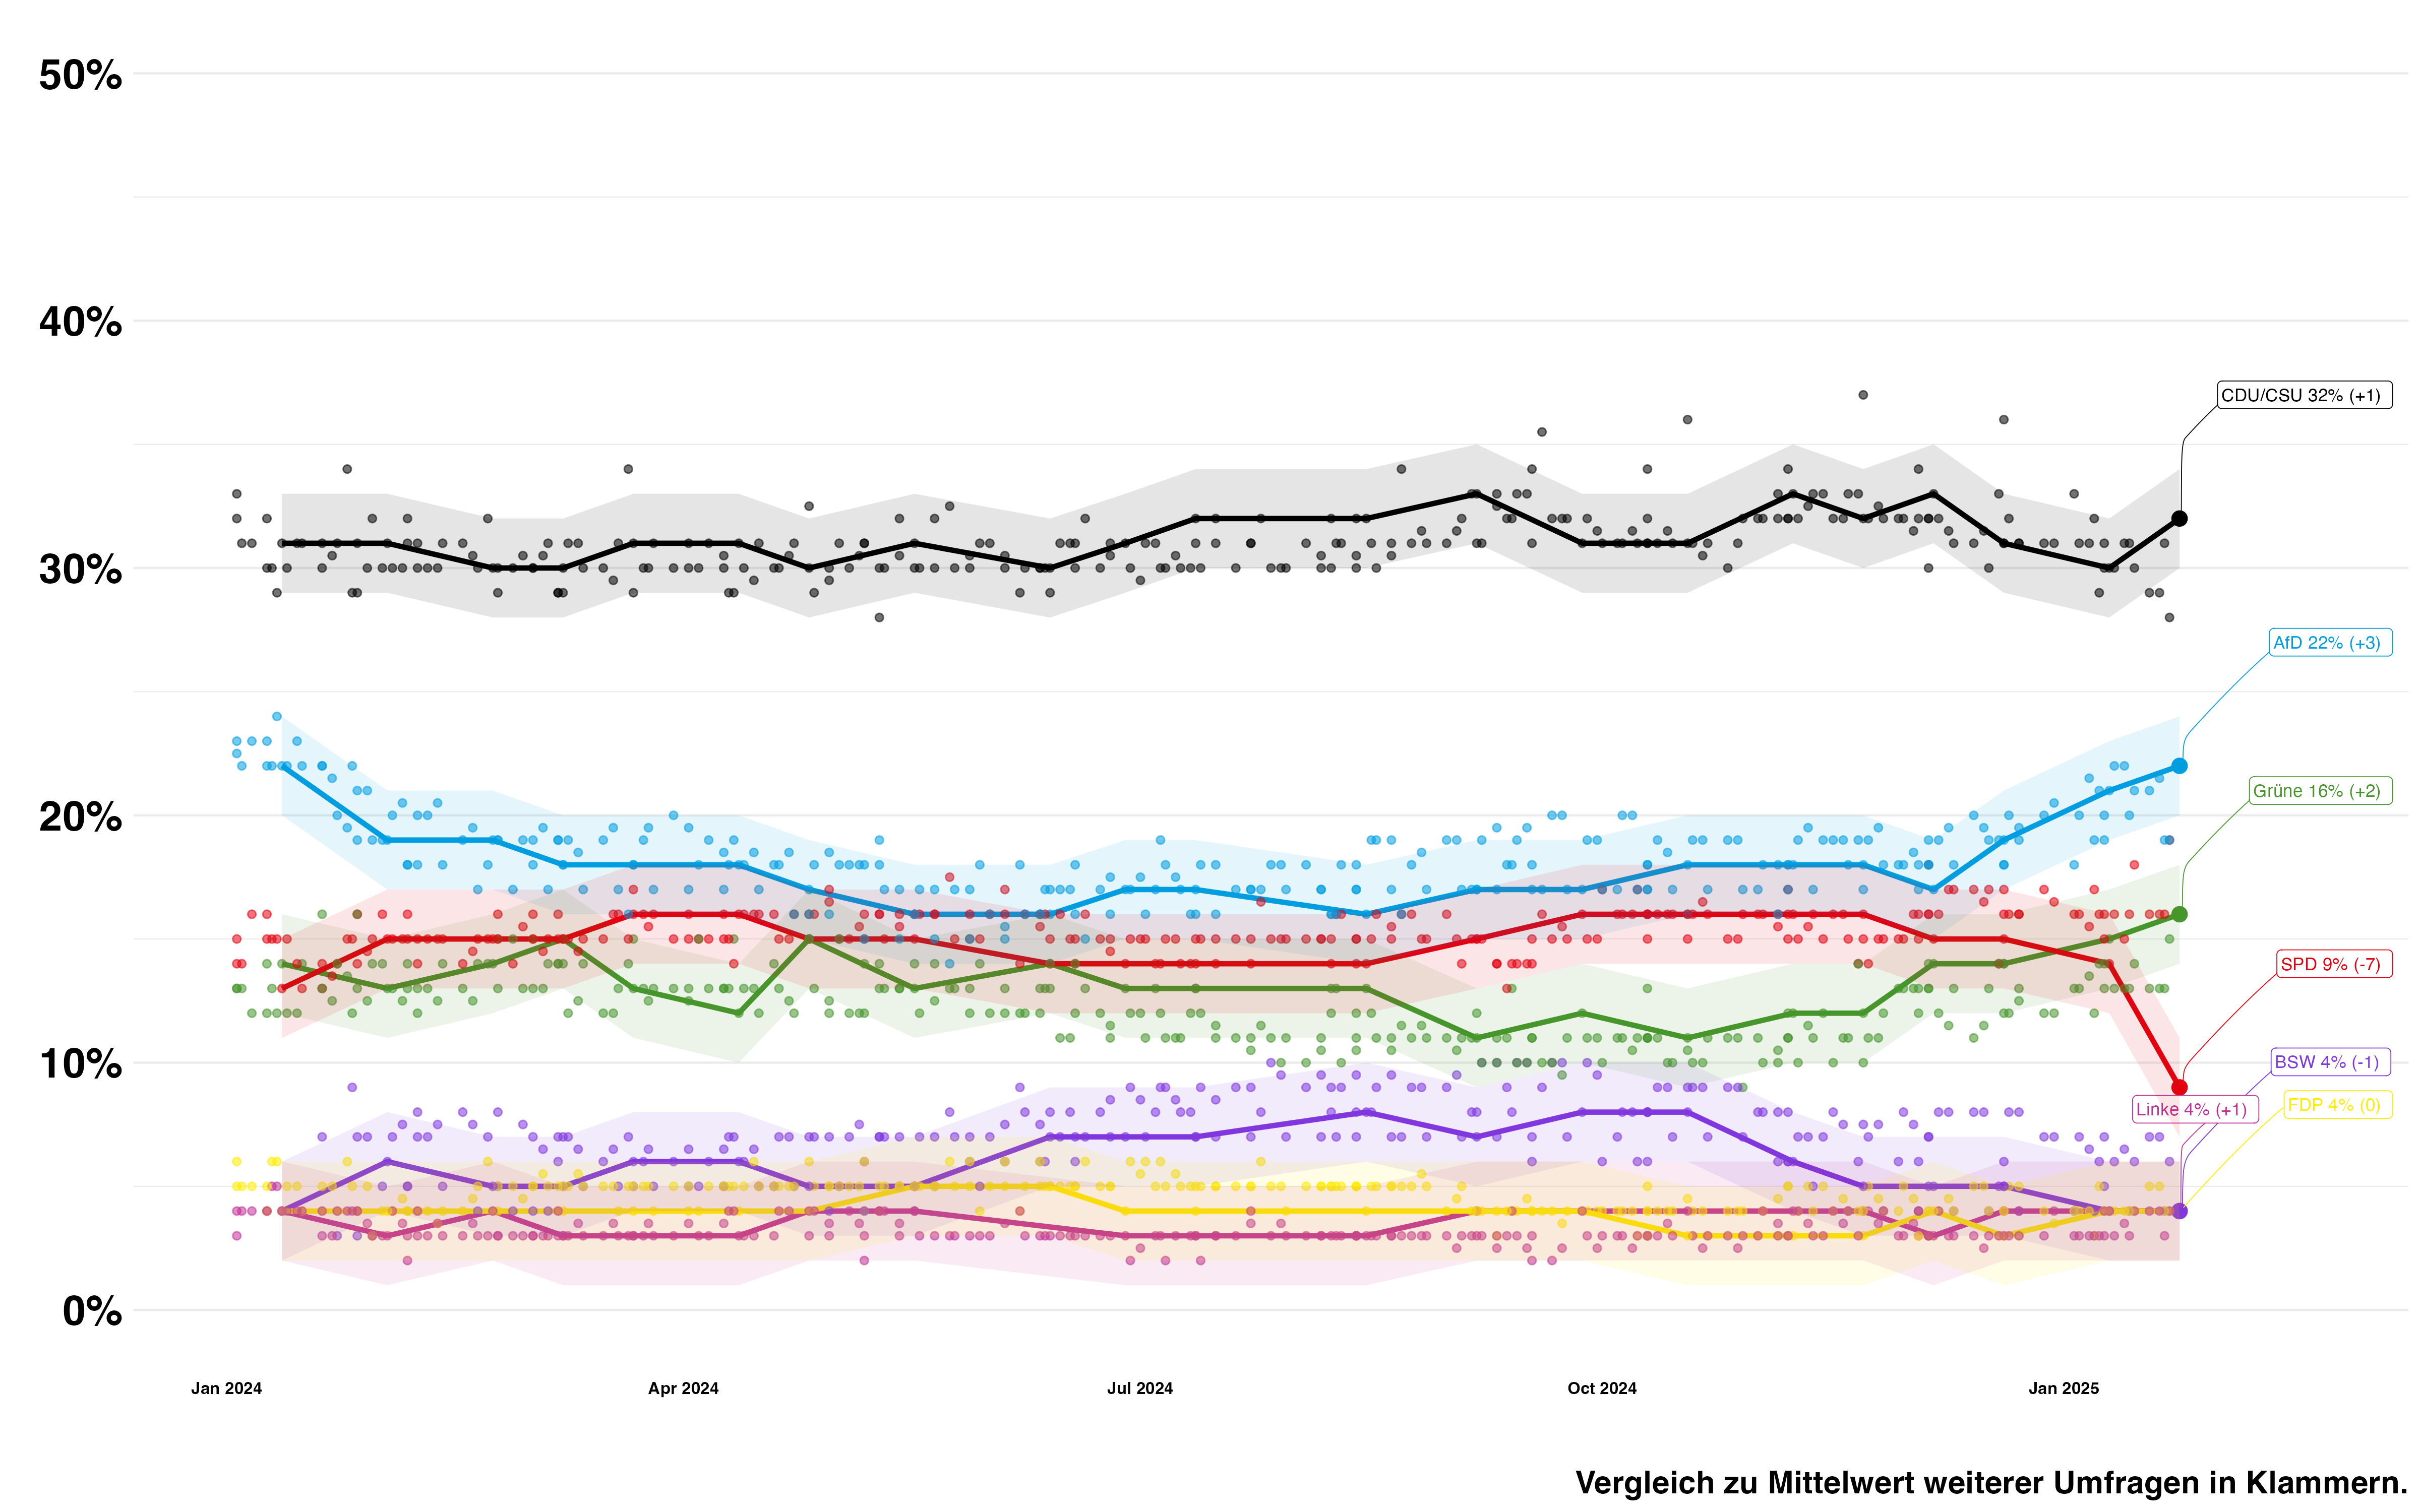 50%
40%
CDU/CSU 32% (+1)
30%
AfD 22% (+3)
Grüne 16% (+2)
20%
SPD 9% (-7)
10%
BSW 4% (-1)
Linke 4% (+1)
FDP 4% (0)
0%
Jan 2024 Apr 2024 Jul 2024 Oct 2024 Jan 2025
Vergleich zu Mittelwert weiterer Umfragen in Klammern.